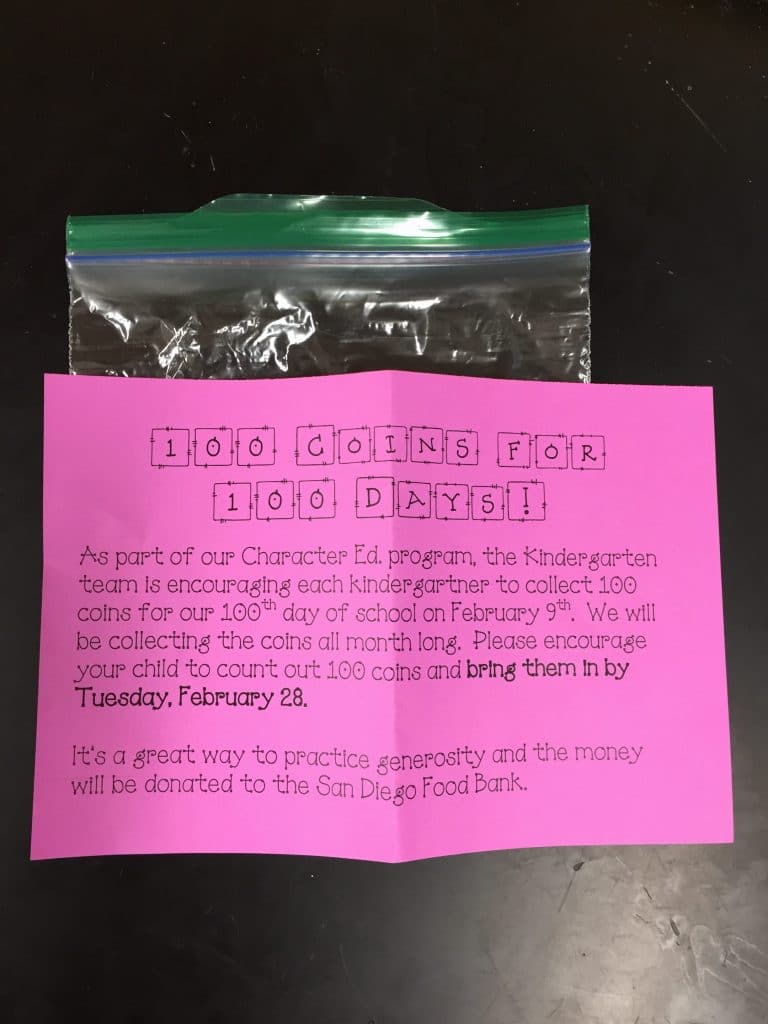 100 COINS FOR
100 DAYS!
As part of our Character Ed. program, the Kindergarten
team is encouraging each kindergartner to collect 100
coins for our 100th day of school on February 9th. We will
be collecting the coins all month long. Please encourage
your child to count out 100 coins and bring them in by
Tuesday, February 28.
It's a great way to practice generosity and the money
will be donated to the San Diego Food Bank.